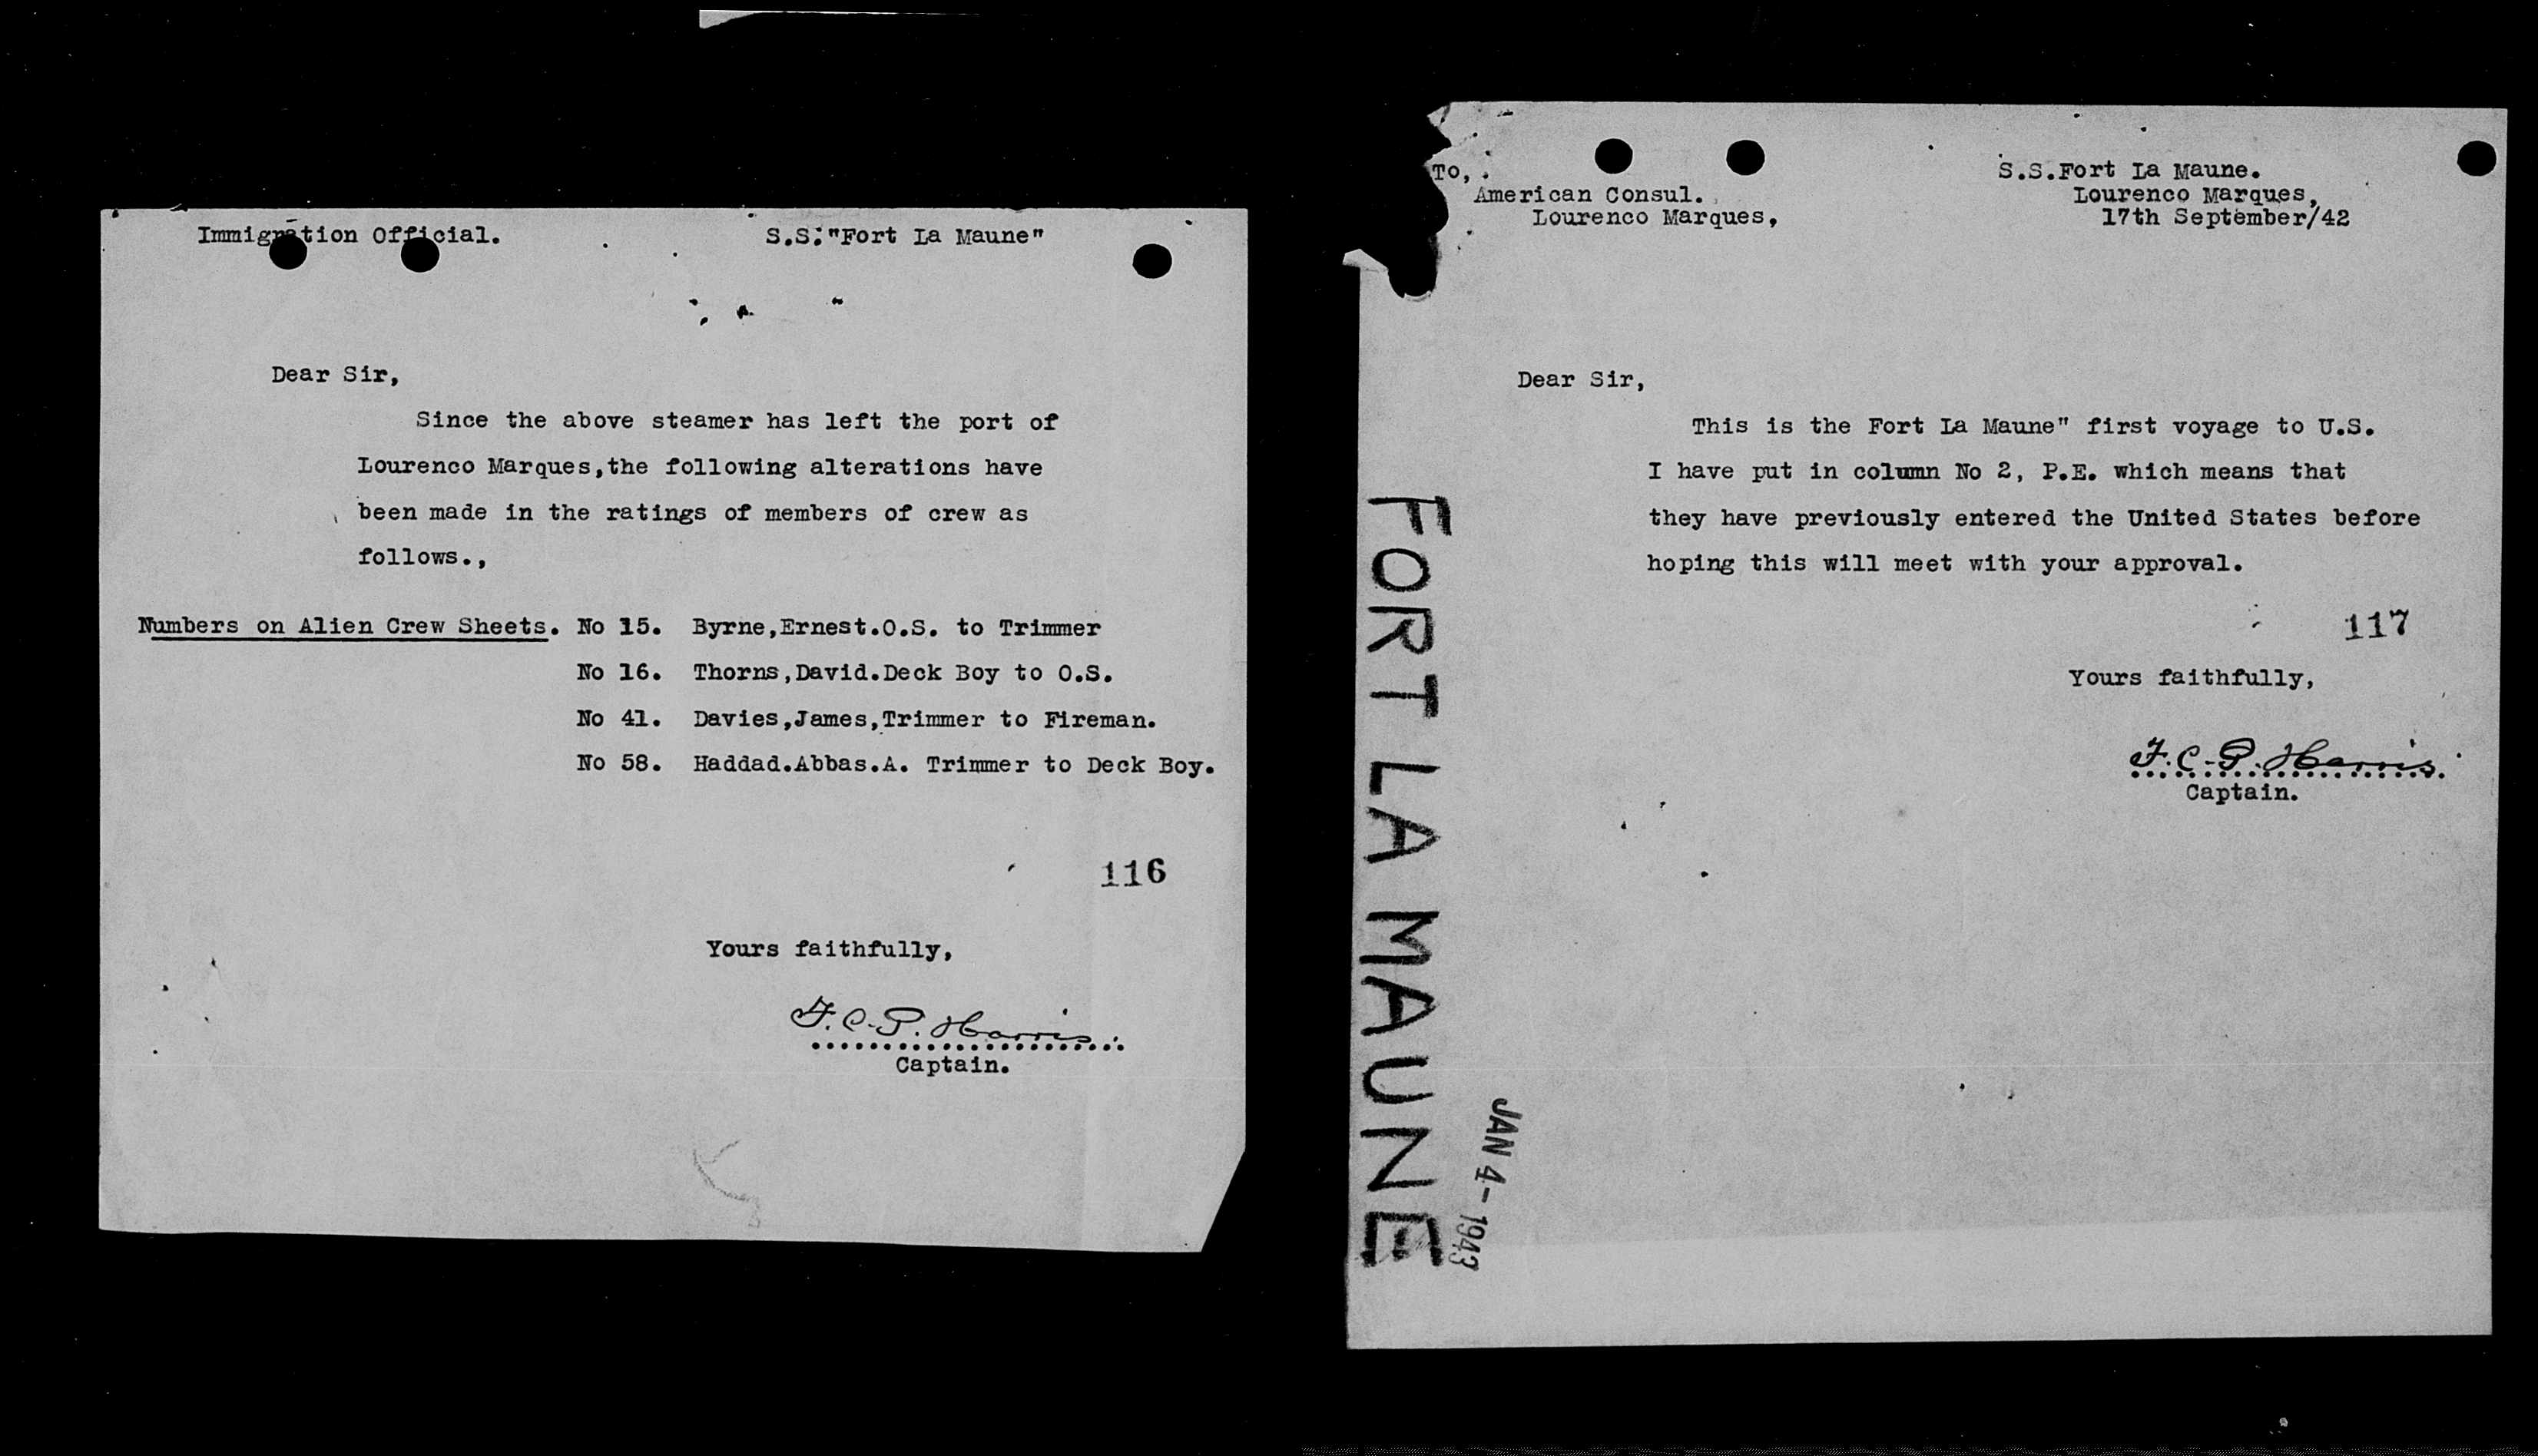 Immigration Official. S.S."Fort La Maune"
Dear Sir,
Since the above steamer has left the port of
Lourenco Marques,the following alterations have
been made in the ratings of members of crew as
follows.,
Numbers on Alien Crew Sheets. No 15. Byrne,Ernest.O.S. to Trimmer
No 16. Thorns,David.Deck Boy to O.S.
No 41. Davies,James,Trimmer to Fireman.
No 58. Haddad.Abbas.A. Trimmer to Deck Boy.
116
Yours faithfully,
F.C.P. Harris.
Captain.
To,
American Consul.
Lourenco Marques,
S.S.Fort La Maune.
Lourenco Marques,
17th September/42
Dear Sir,
This is the Fort La Maune" first voyage to U.S.
I have put in column No 2, P.E. which means that
they have previously entered the United States before
hoping this will meet with your approval.
117
Yours faithfully,
F.C.P. Harris.
Captain.
FORT LA MAUNE
JAN 4-1943